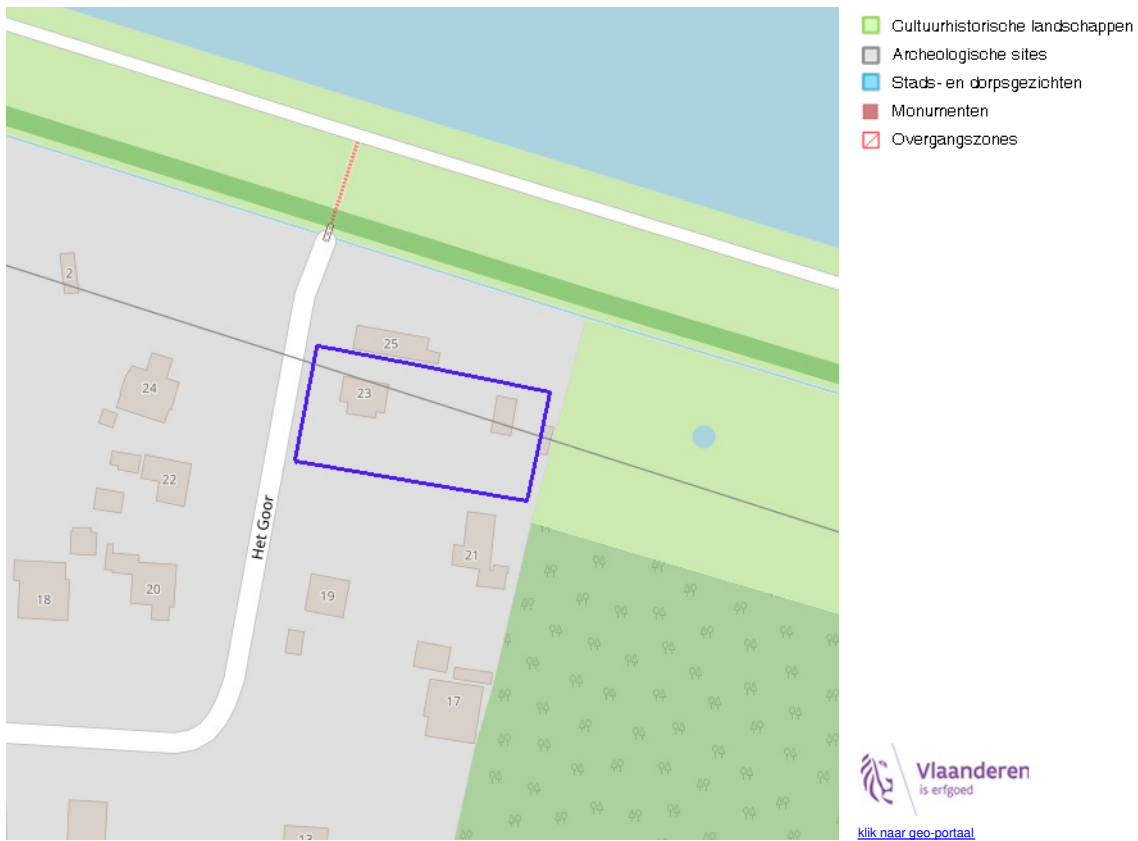 Cultuurhistorische landschappen
Archeologische sites
Stads- en dorpsgezichten
Monumenten
Overgangszones
2
25
24
23
22
Het Goor
21
20
19
18
17
13
Vlaanderen
is erfgoed
klik naar geo-portaal